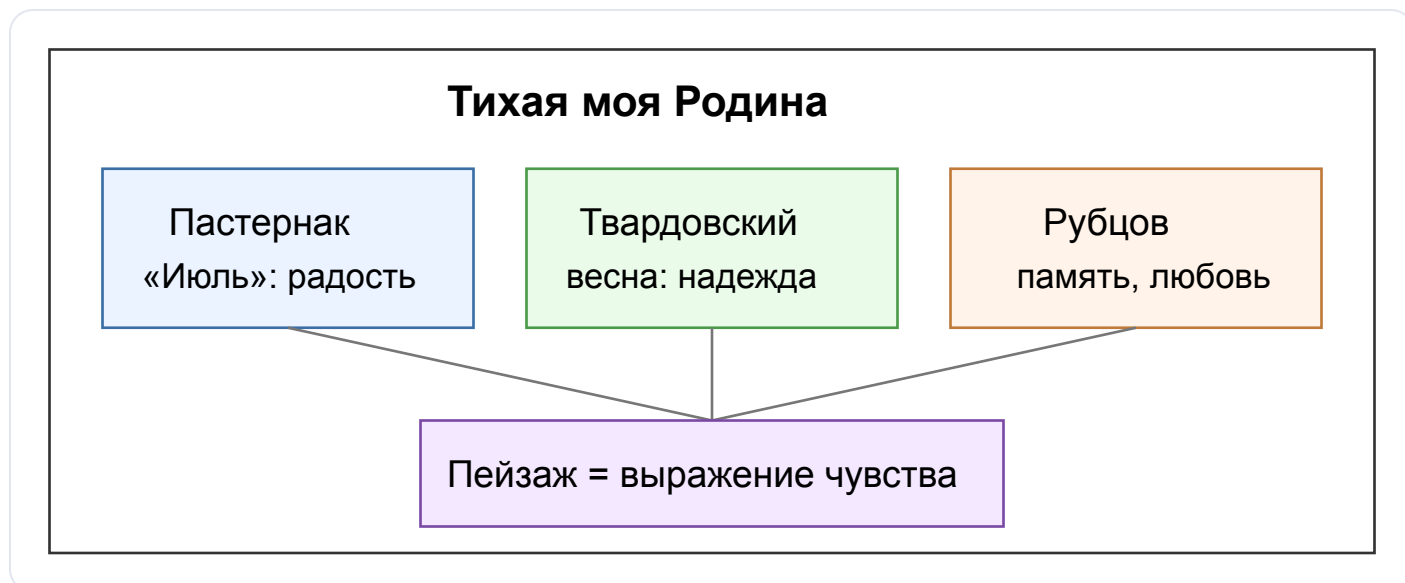 Тихая моя Родина
Пастернак
«Июль»: радость
Твардовский
весна: надежда
Рубцов
память, любовь
Пейзаж = выражение чувства